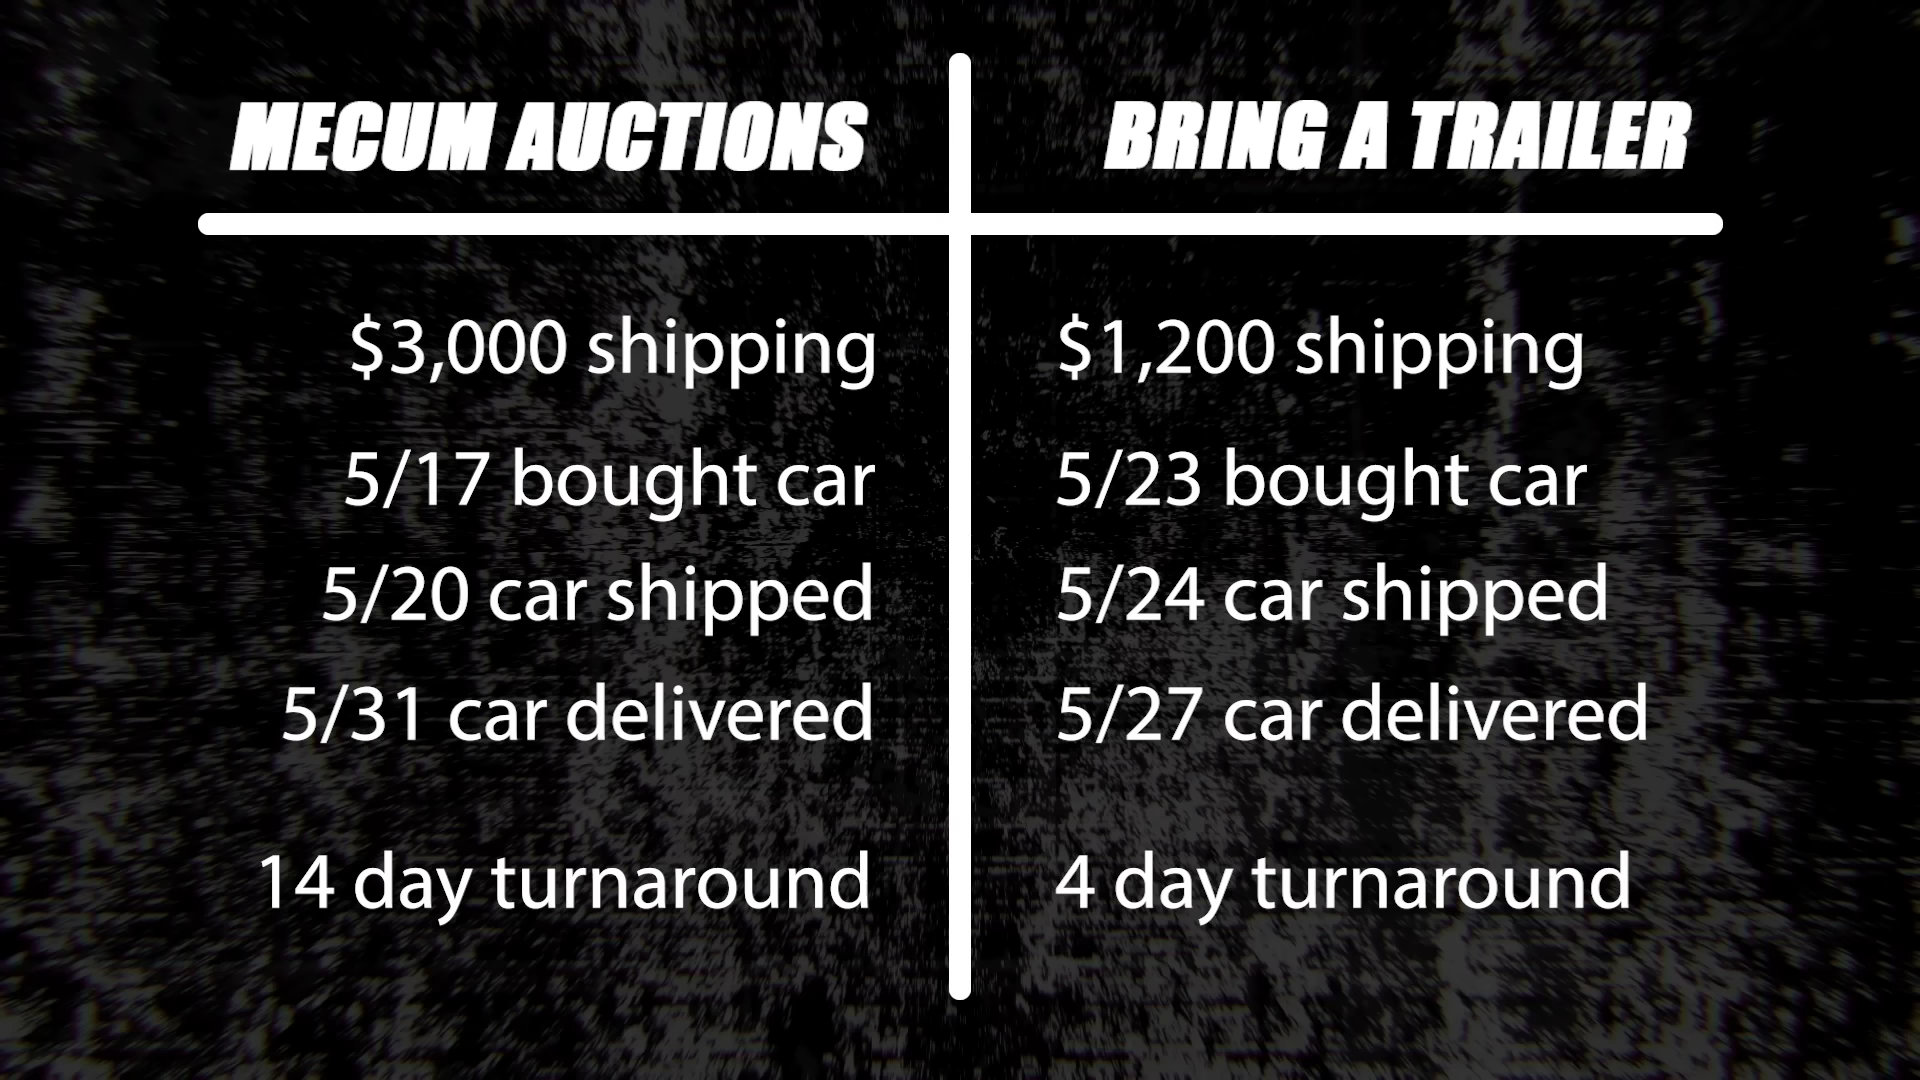 MECUM AUCTIONS
$3,000 shipping
5/17 bought car
5/20 car shipped
5/31 car delivered
14 day turnaround
BRING A TRAILER
$1,200 shipping
5/23 bought car
5/24 car shipped
5/27 car delivered
4 day turnaround